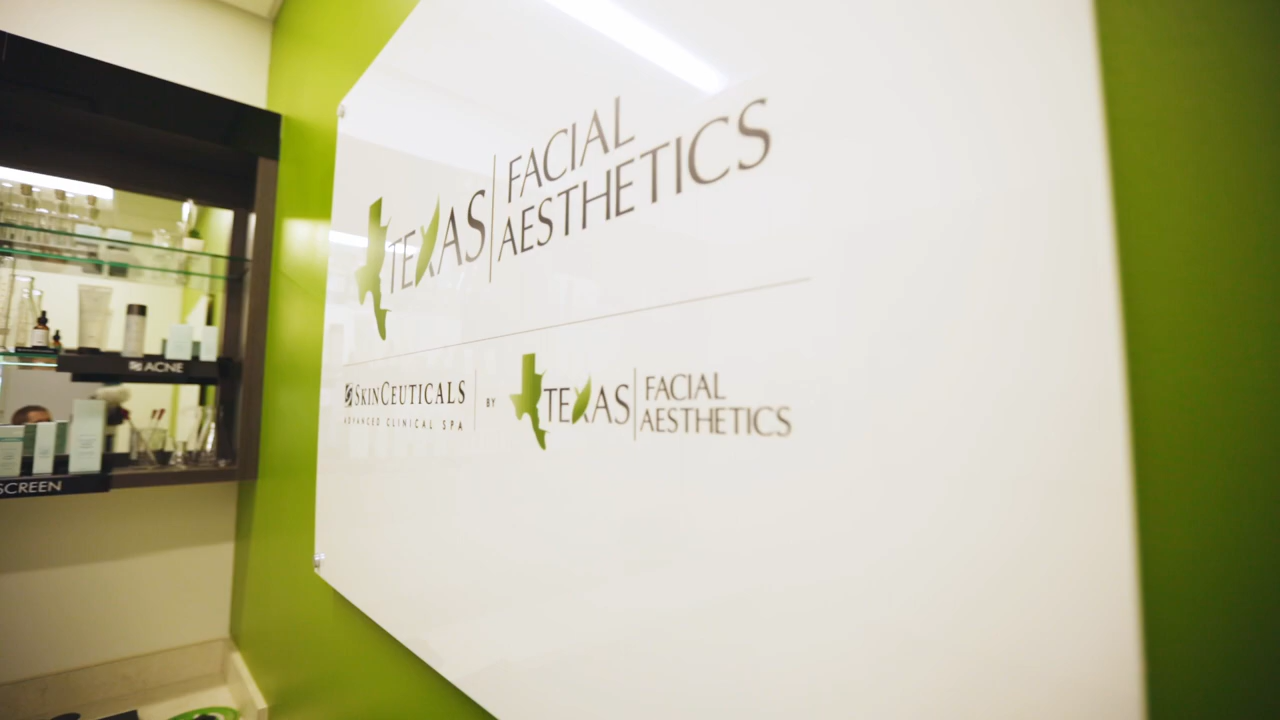 TEXAS FACIAL
AESTHETICS
SKINCEUTICALS
ADVANCED CLINICAL SPA
BY
TEXAS FACIAL
AESTHETICS
ACNE
SCREEN